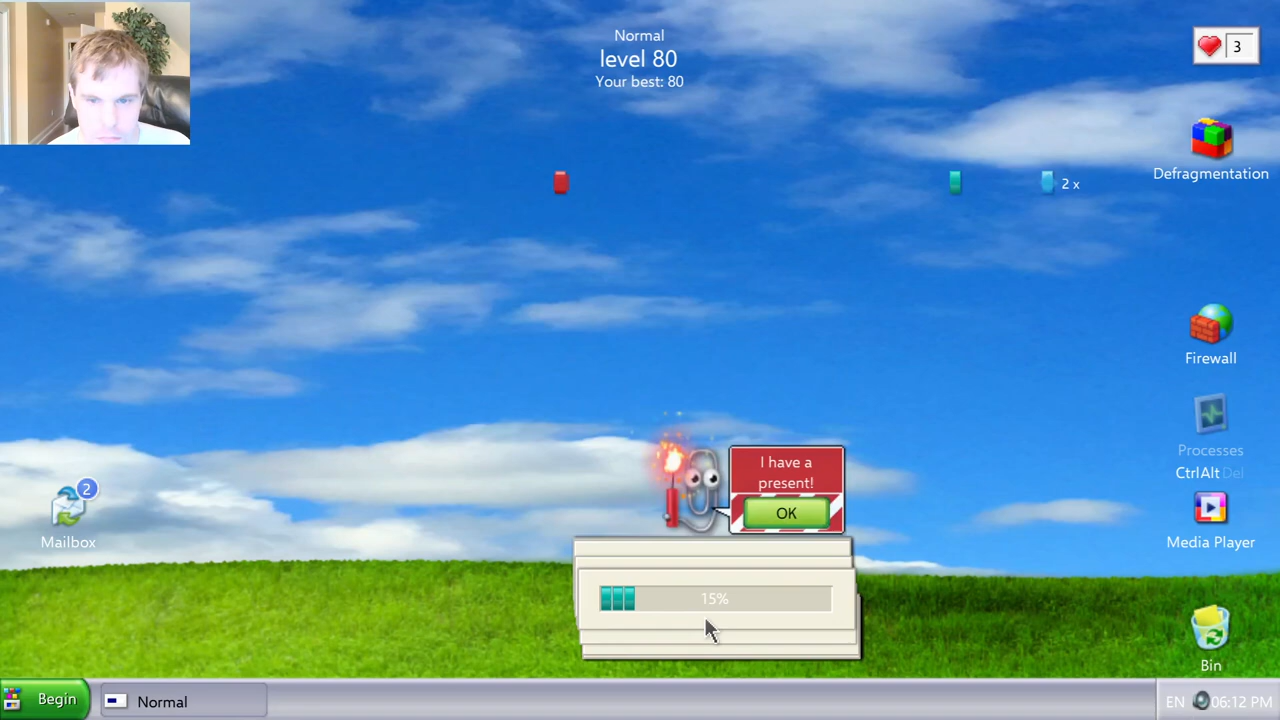 Normal
level 80
Your best: 80
3
Defragmentation
2 x
Firewall
Processes
CtrlAlt Del
I have a
present!
OK
2
Mailbox
Media Player
15%
Bin
Begin
Normal
EN
06:12 PM